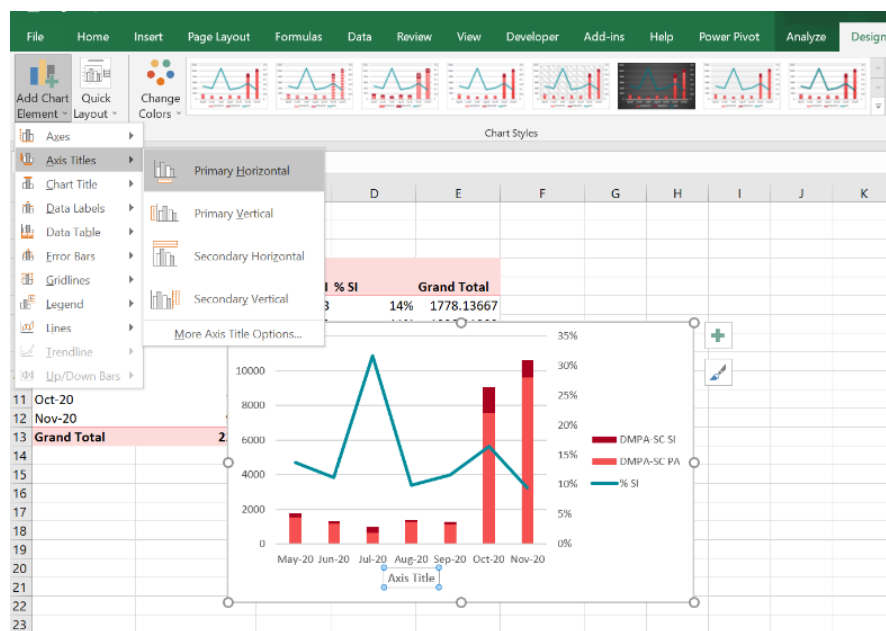 File Home Insert Page Layout Formulas Data Review View Developer Add-ins Help Power Pivot Analyze Design
Add Chart Element
Quick Layout
Change Colors
Chart Styles
Axes
Axis Titles
Chart Title
Data Labels
Data Table
Error Bars
Gridlines
Legend
Lines
Trendline
Up/Down Bars
Primary Horizontal
Primary Vertical
Secondary Horizontal
Secondary Vertical
More Axis Title Options...
D E F G H I J K
% SI Grand Total
14% 1778.13667
11 Oct-20
12 Nov-20
13 Grand Total
14
15
16
17
18
19
20
21
22
23
10000
8000
6000
4000
2000
0
35%
30%
25%
20%
15%
10%
5%
0%
DMPA-SC SI
DMPA-SC PA
% SI
May-20 Jun-20 Jul-20 Aug-20 Sep-20 Oct-20 Nov-20
Axis Title